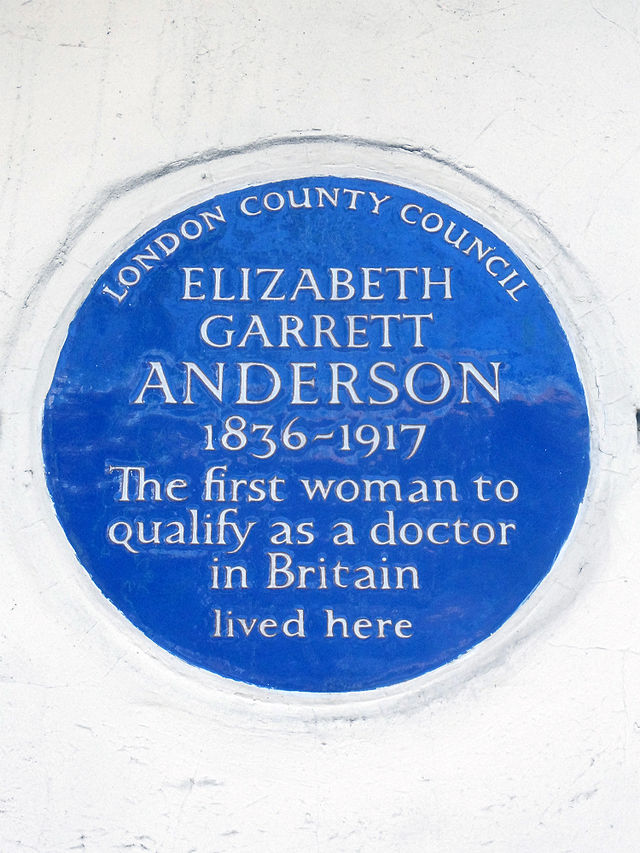 LONDON COUNTY COUNCIL
ELIZABETH
GARRETT
ANDERSON
1836-1917
The first woman to
qualify as a doctor
in Britain
lived here